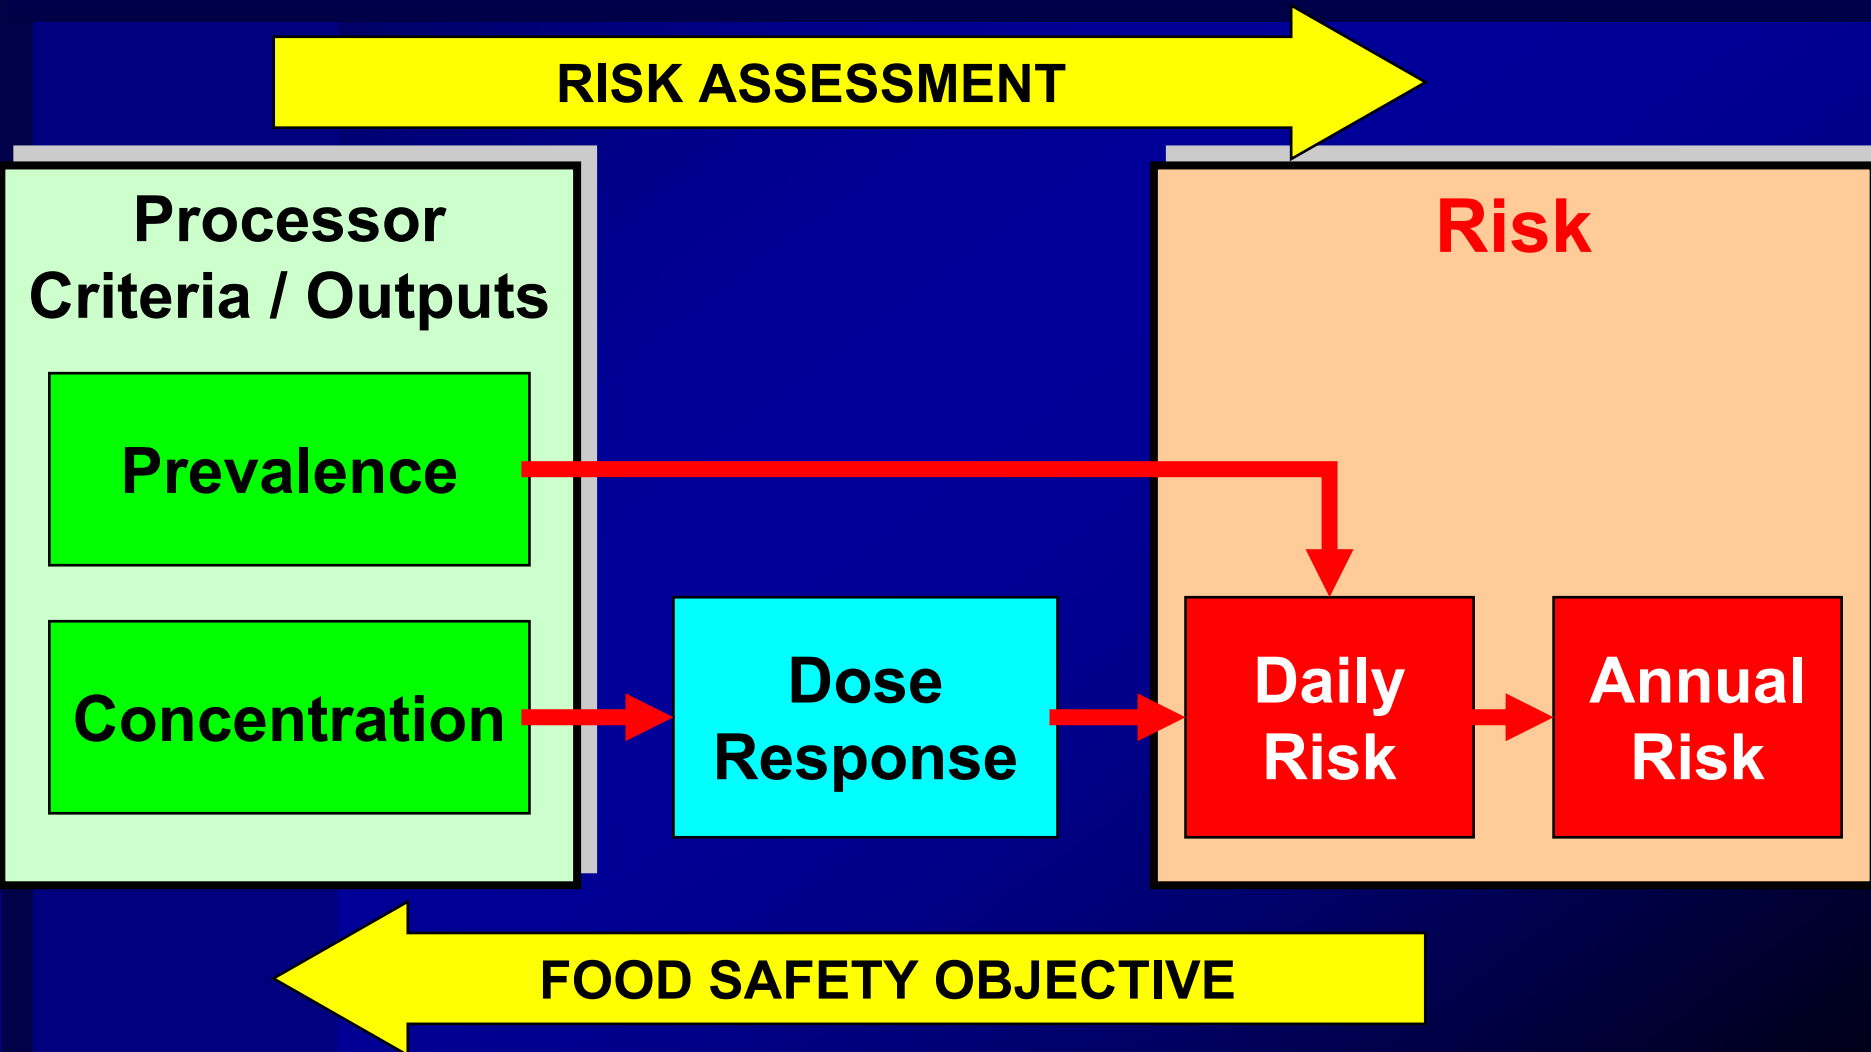 RISK ASSESSMENT
Processor
Criteria / Outputs
Risk
Prevalence
Concentration
Dose
Response
Daily
Risk
Annual
Risk
FOOD SAFETY OBJECTIVE